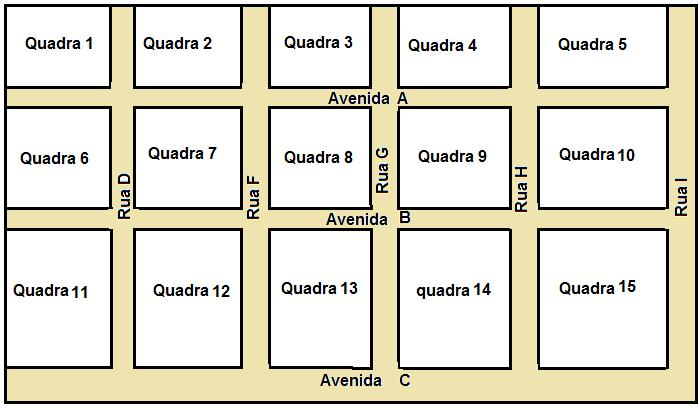 Quadra 1
Quadra 2
Quadra 3
Quadra 4
Quadra 5
Avenida A
Quadra 6
Quadra 7
Quadra 8
Quadra 9
Quadra 10
Rua D
Rua F
Rua G
Rua H
Rua I
Avenida B
Quadra 11
Quadra 12
Quadra 13
quadra 14
Quadra 15
Avenida C